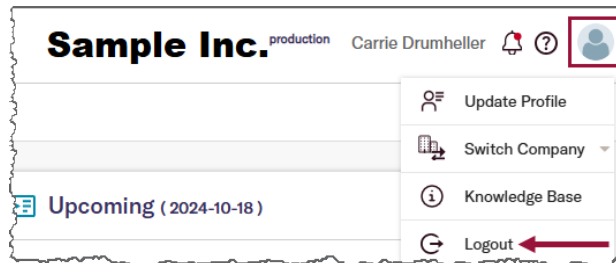 Sample Inc. production Carrie Drumheller
Update Profile
Switch Company
Knowledge Base
Upcoming ( 2024-10-18 )
Logout